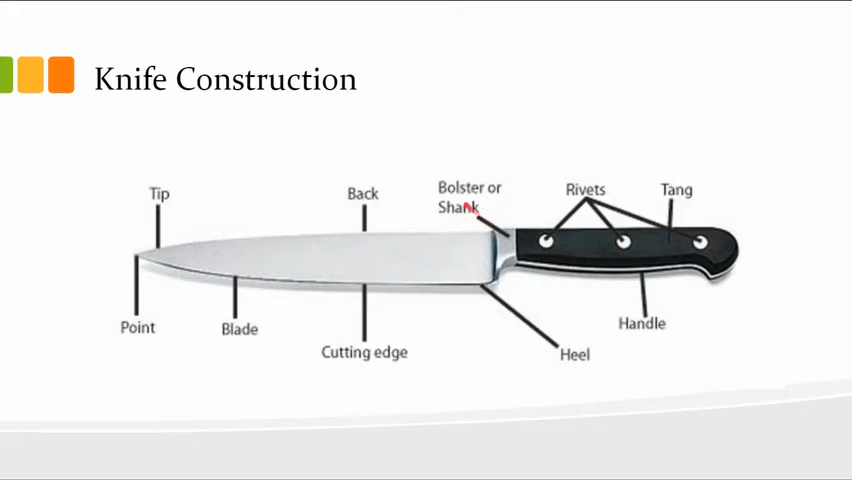 Knife Construction
Tip
Back
Bolster or
Shank
Rivets
Tang
Point
Blade
Cutting edge
Heel
Handle